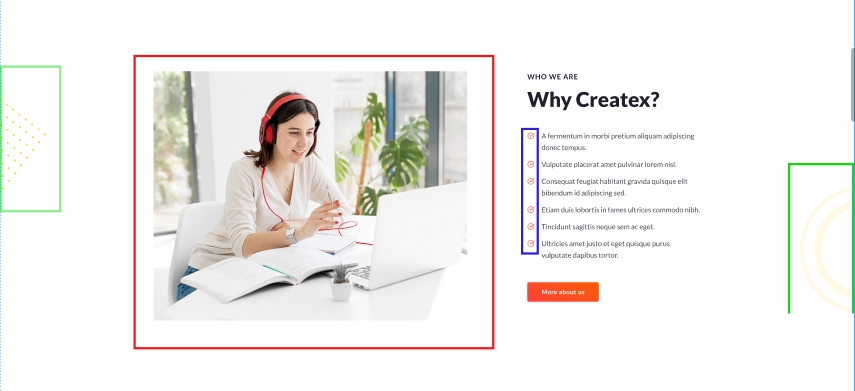 WHO WE ARE
Why Createx?
A fermentum in morbi pretium aliquam adipiscing
donec tempus.
Vulputate placerat amet pulvinar lorem nisl.
Consequat feugiat habitant gravida quisque elit
bibendum id adipiscing sed.
Etiam duis lobortis in fames ultrices commodo nibh.
Tincidunt sagittis neque sem ac eget.
Ultricies amet justo et eget quisque purus
vulputate dapibus tortor.
More about us